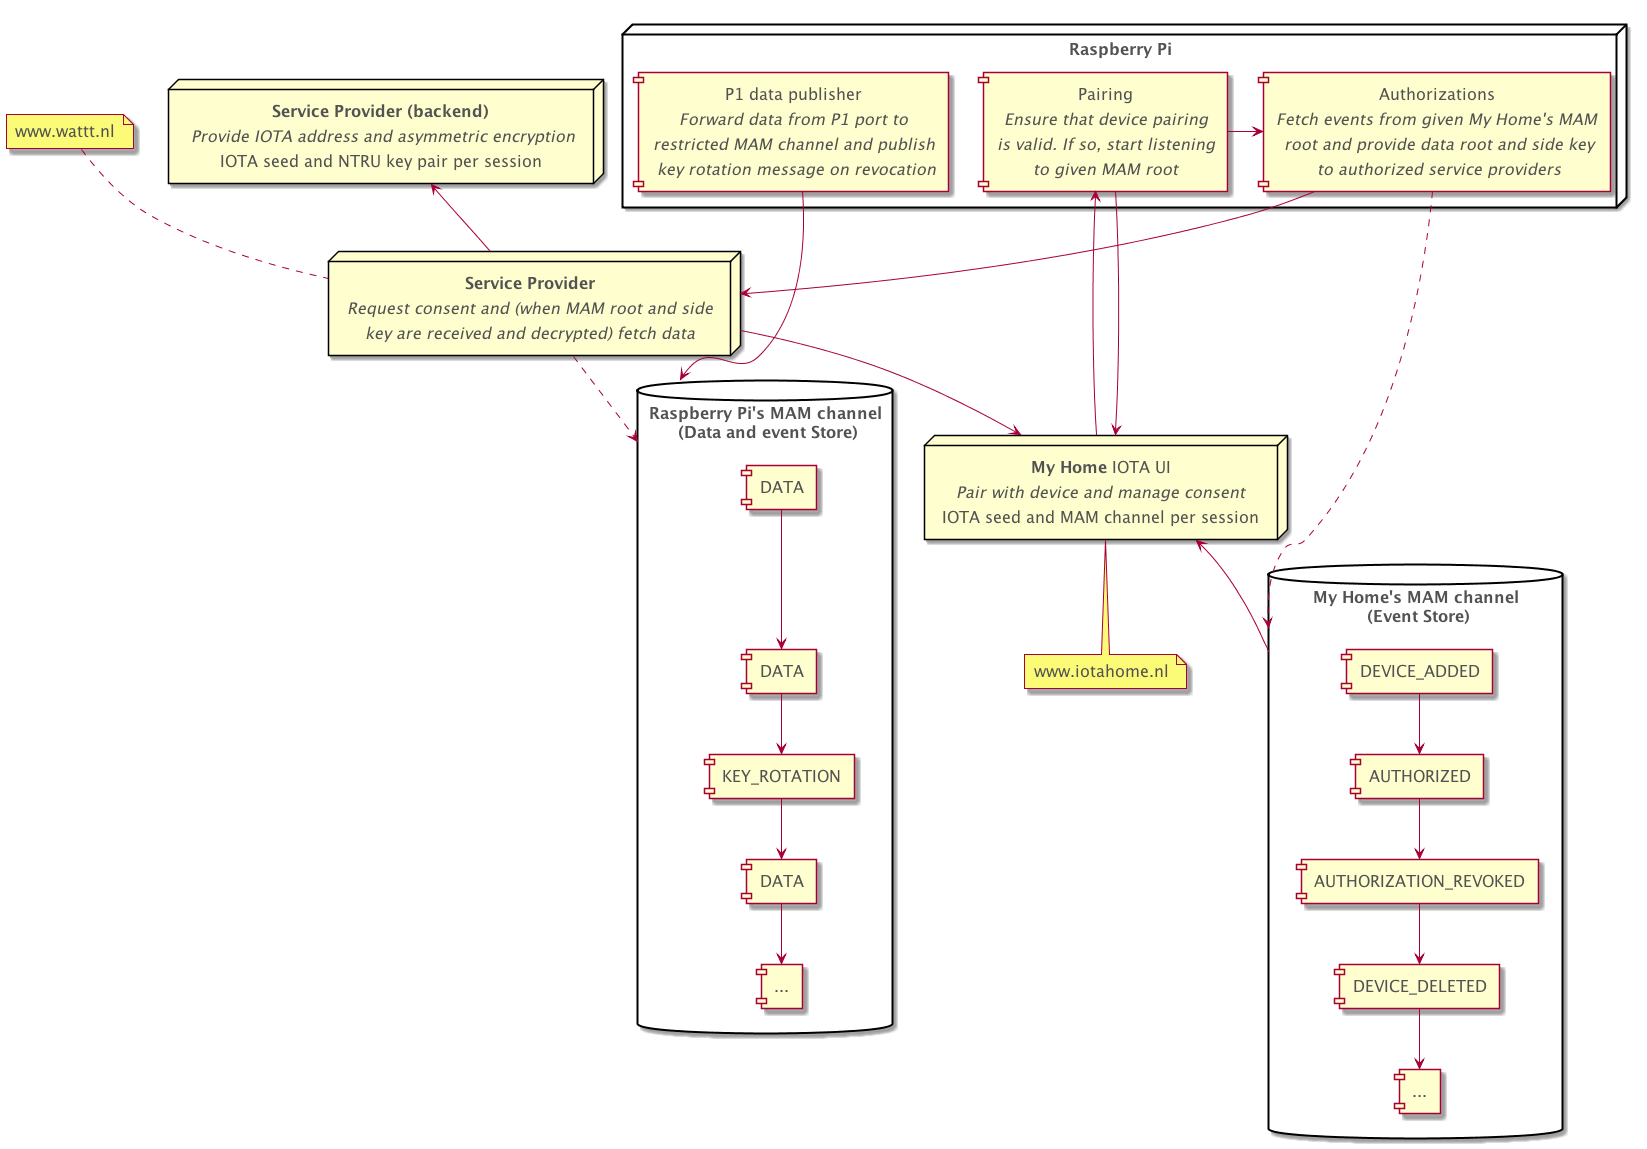 Raspberry Pi
P1 data publisher
Forward data from P1 port to
restricted MAM channel and publish
key rotation message on revocation
Pairing
Ensure that device pairing
is valid. If so, start listening
to given MAM root
Authorizations
Fetch events from given My Home's MAM
root and provide data root and side key
to authorized service providers
Service Provider (backend)
Provide IOTA address and asymmetric encryption
IOTA seed and NTRU key pair per session
www.wattt.nl
Service Provider
Request consent and (when MAM root and side
key are received and decrypted) fetch data
Raspberry Pi's MAM channel
(Data and event Store)
DATA
DATA
KEY_ROTATION
DATA
...
My Home IOTA UI
Pair with device and manage consent
IOTA seed and MAM channel per session
www.iotahome.nl
My Home's MAM channel
(Event Store)
DEVICE_ADDED
AUTHORIZED
AUTHORIZATION_REVOKED
DEVICE_DELETED
...